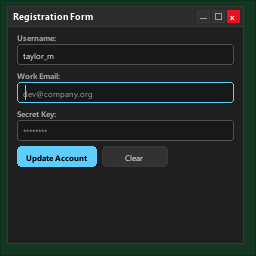 Registration Form
Username:
taylor_m
Work Email:
dev@company.org
Secret Key:
********
Update Account
Clear